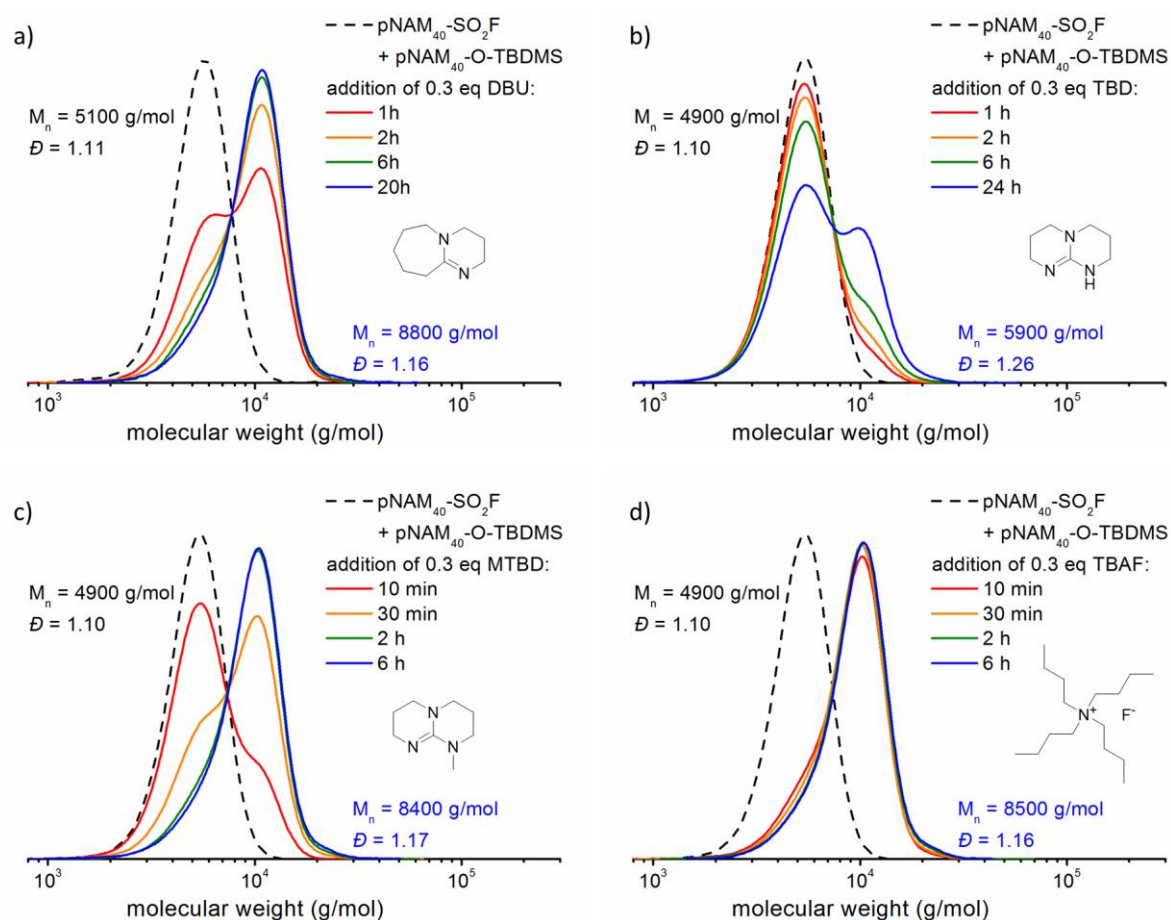 a)
pNAM₄₀-SO₂F
+ pNAM₄₀-O-TBDMS
addition of 0.3 eq DBU:
1h
2h
6h
20h
Mₙ = 5100 g/mol
Đ = 1.11
N
N
Mₙ = 8800 g/mol
Đ = 1.16
10³
10⁴
10⁵
molecular weight (g/mol)
b)
pNAM₄₀-SO₂F
+ pNAM₄₀-O-TBDMS
addition of 0.3 eq TBD:
1 h
2 h
6 h
24 h
Mₙ = 4900 g/mol
Đ = 1.10
N
N
N
H
Mₙ = 5900 g/mol
Đ = 1.26
10³
10⁴
10⁵
molecular weight (g/mol)
c)
pNAM₄₀-SO₂F
+ pNAM₄₀-O-TBDMS
addition of 0.3 eq MTBD:
10 min
30 min
2 h
6 h
Mₙ = 4900 g/mol
Đ = 1.10
N
N
N
Mₙ = 8400 g/mol
Đ = 1.17
10³
10⁴
10⁵
molecular weight (g/mol)
d)
pNAM₄₀-SO₂F
+ pNAM₄₀-O-TBDMS
addition of 0.3 eq TBAF:
10 min
30 min
2 h
6 h
Mₙ = 4900 g/mol
Đ = 1.10
N⁺
F⁻
Mₙ = 8500 g/mol
Đ = 1.16
10³
10⁴
10⁵
molecular weight (g/mol)